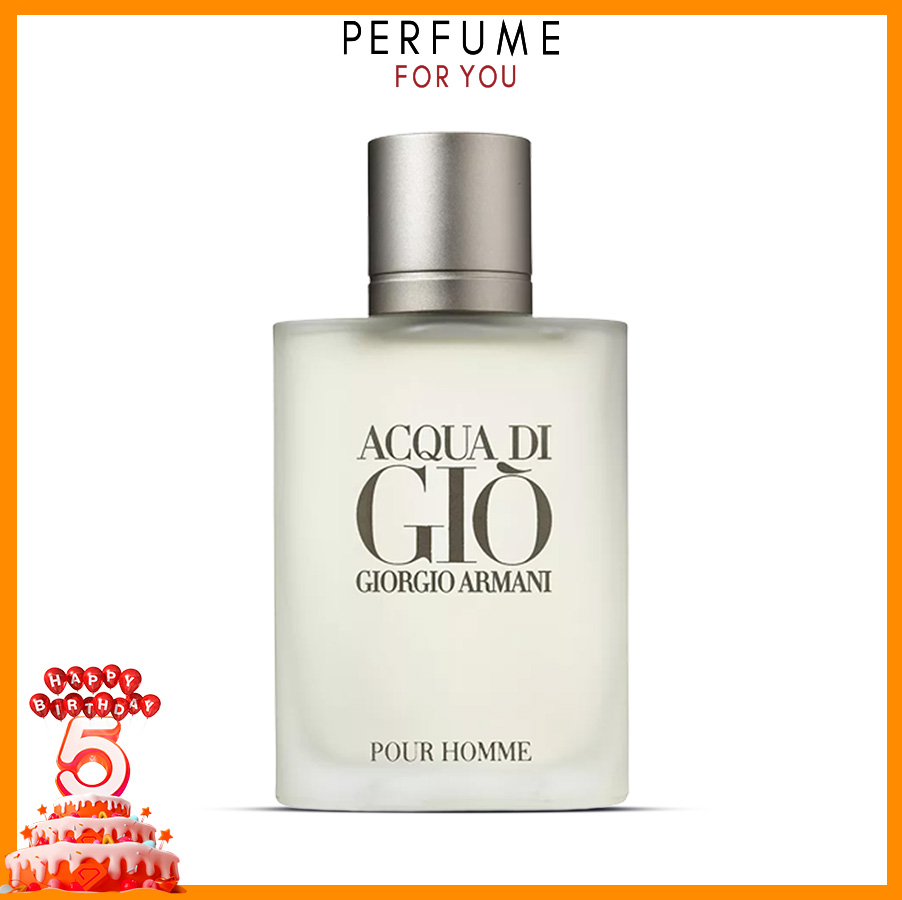 PERFUME
FOR YOU
ACQUA DI
GIÒ
GIORGIO ARMANI
POUR HOMME
HAPPY
BIRTHDAY
5